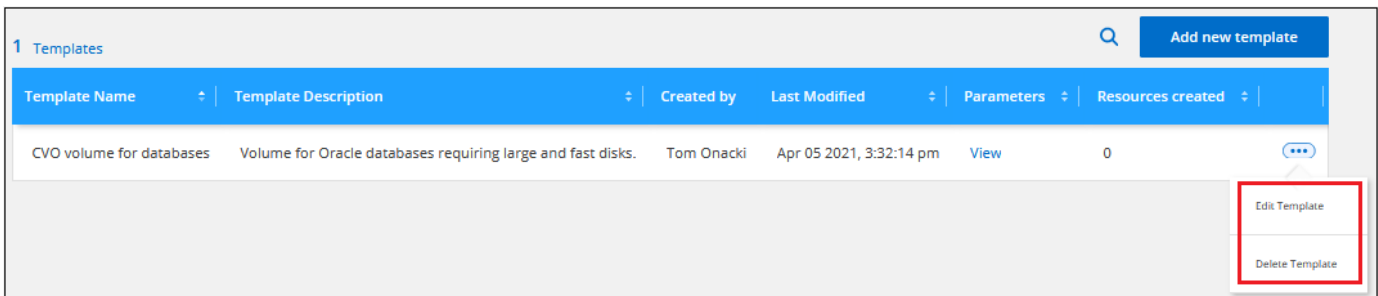 1 Templates
Add new template
Template Name Template Description Created by Last Modified Parameters Resources created
CVO volume for databases Volume for Oracle databases requiring large and fast disks. Tom Onacki Apr 05 2021, 3:32:14 pm View 0
Edit Template
Delete Template